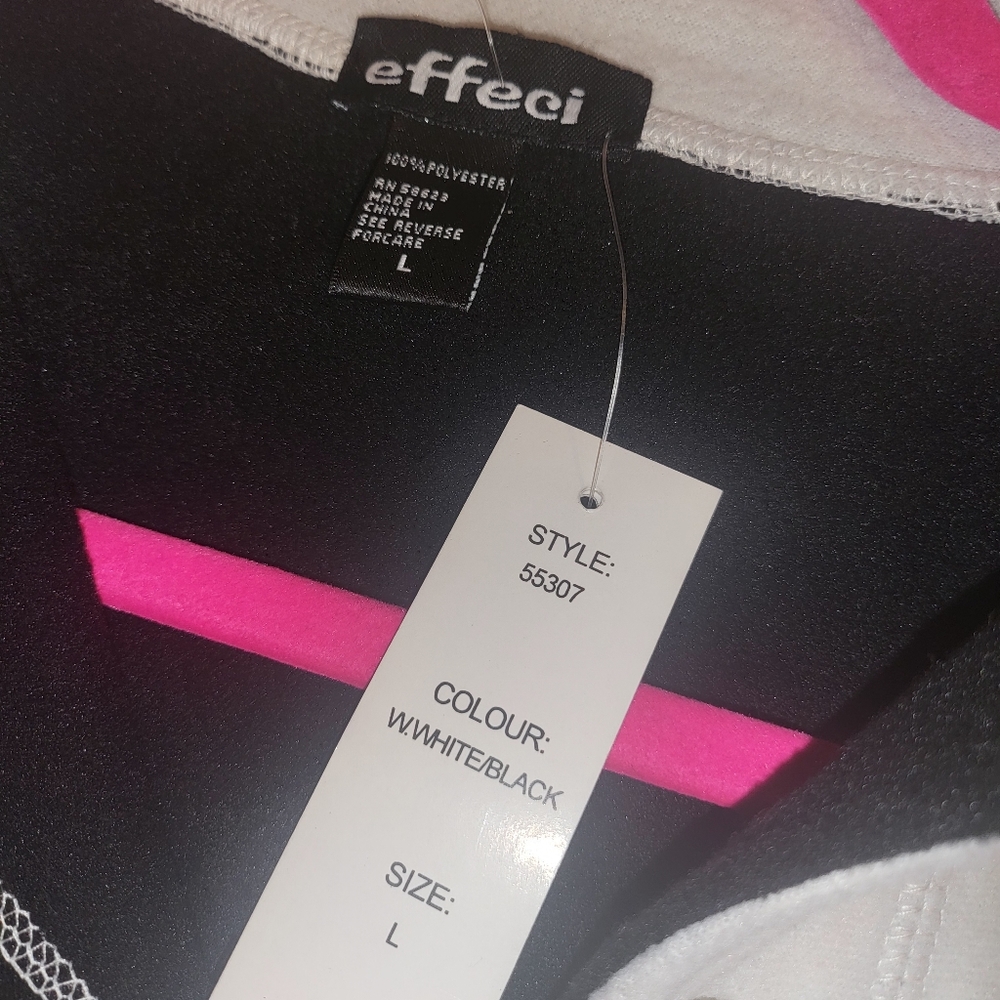 effeci
100%POLYESTER
RN 58623
MADE IN
CHINA
SEE REVERSE
FORCARE
L
STYLE:
55307
COLOUR:
W.WHITE/BLACK
SIZE:
L